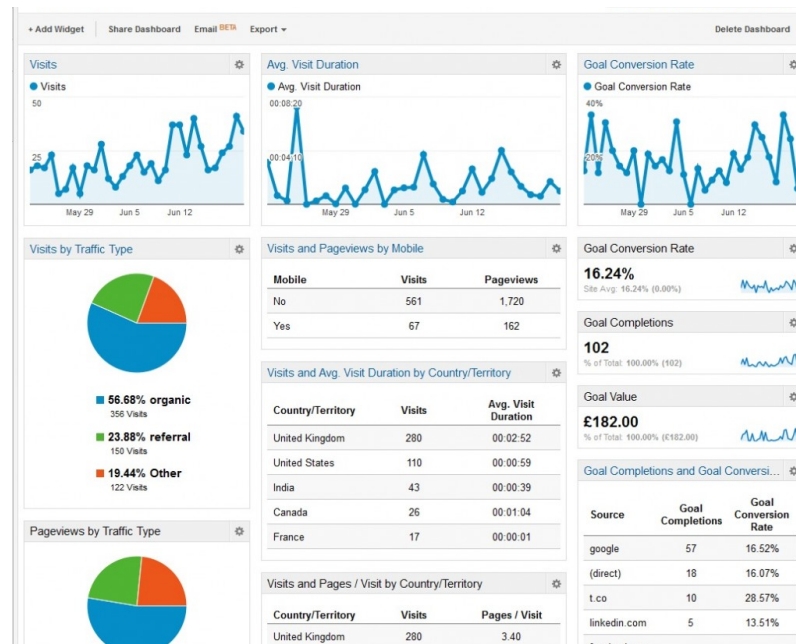 + Add Widget Share Dashboard Email BETA Export Delete Dashboard
Visits
Visits
50
25
May 29 Jun 5 Jun 12
Visits by Traffic Type
56.68% organic
356 Visits
23.88% referral
150 Visits
19.44% Other
122 Visits
Pageviews by Traffic Type
Avg. Visit Duration
Avg. Visit Duration
00:08:20
00:04:10
May 29 Jun 5 Jun 12
Visits and Pageviews by Mobile
Mobile Visits Pageviews
No 561 1,720
Yes 67 162
Visits and Avg. Visit Duration by Country/Territory
Country/Territory Visits Avg. Visit Duration
United Kingdom 280 00:02:52
United States 110 00:00:59
India 43 00:00:39
Canada 26 00:01:04
France 17 00:00:01
Visits and Pages / Visit by Country/Territory
Country/Territory Visits Pages / Visit
United Kingdom 280 3.40
Goal Conversion Rate
Goal Conversion Rate
40%
20%
May 29 Jun 5 Jun 12
Goal Conversion Rate
16.24%
Site Avg: 16.24% (0.00%)
Goal Completions
102
% of Total: 100.00% (102)
Goal Value
£182.00
% of Total: 100.00% (£182.00)
Goal Completions and Goal Conversi...
Source Goal Completions Goal Conversion Rate
google 57 16.52%
(direct) 18 16.07%
t.co 10 28.57%
linkedin.com 5 13.51%